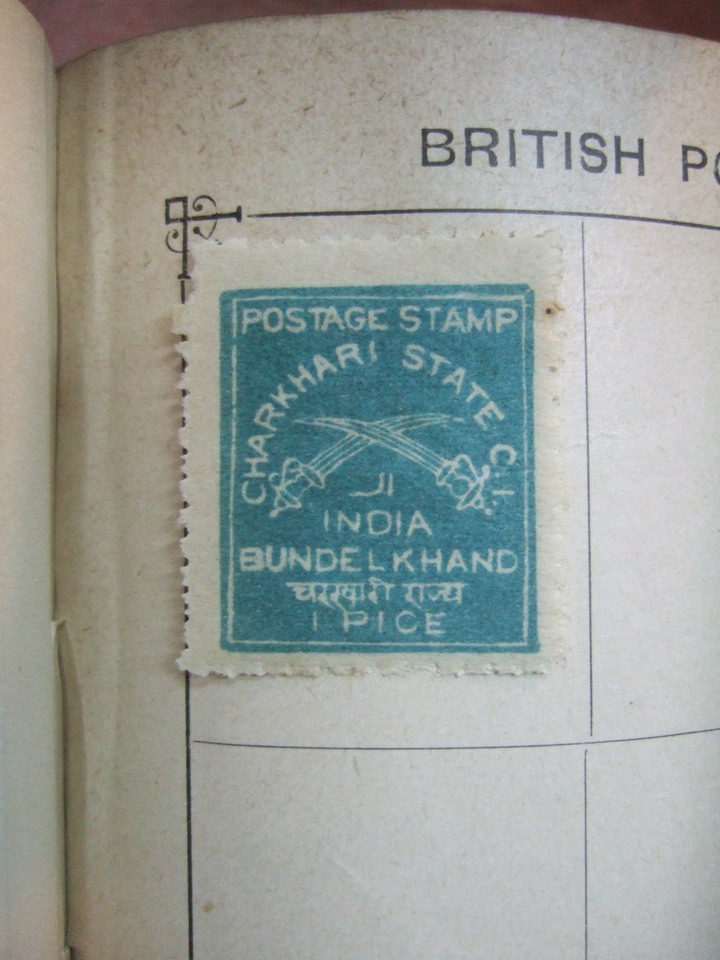 BRITISH
POSTAGE STAMP
CHARKHARI STATE C.I.
INDIA
BUNDELKHAND
चरखारी राज्य
1 PICE